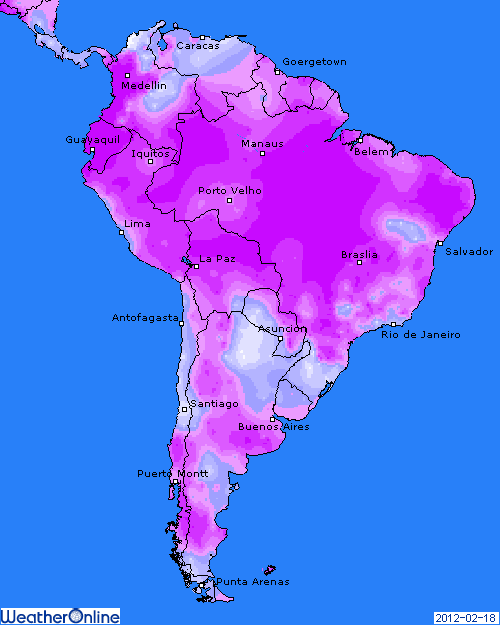 Caracas
Goergetown
Medellin
Guayaquil
Manaus
Belem
Iquitos
Porto Velho
Lima
Salvador
La Paz
Braslia
Antofagasta
Asuncion
Rio de Janeiro
Santiago
Buenos Aires
Puerto Montt
Punta Arenas
WeatherOnline
2012-02-18